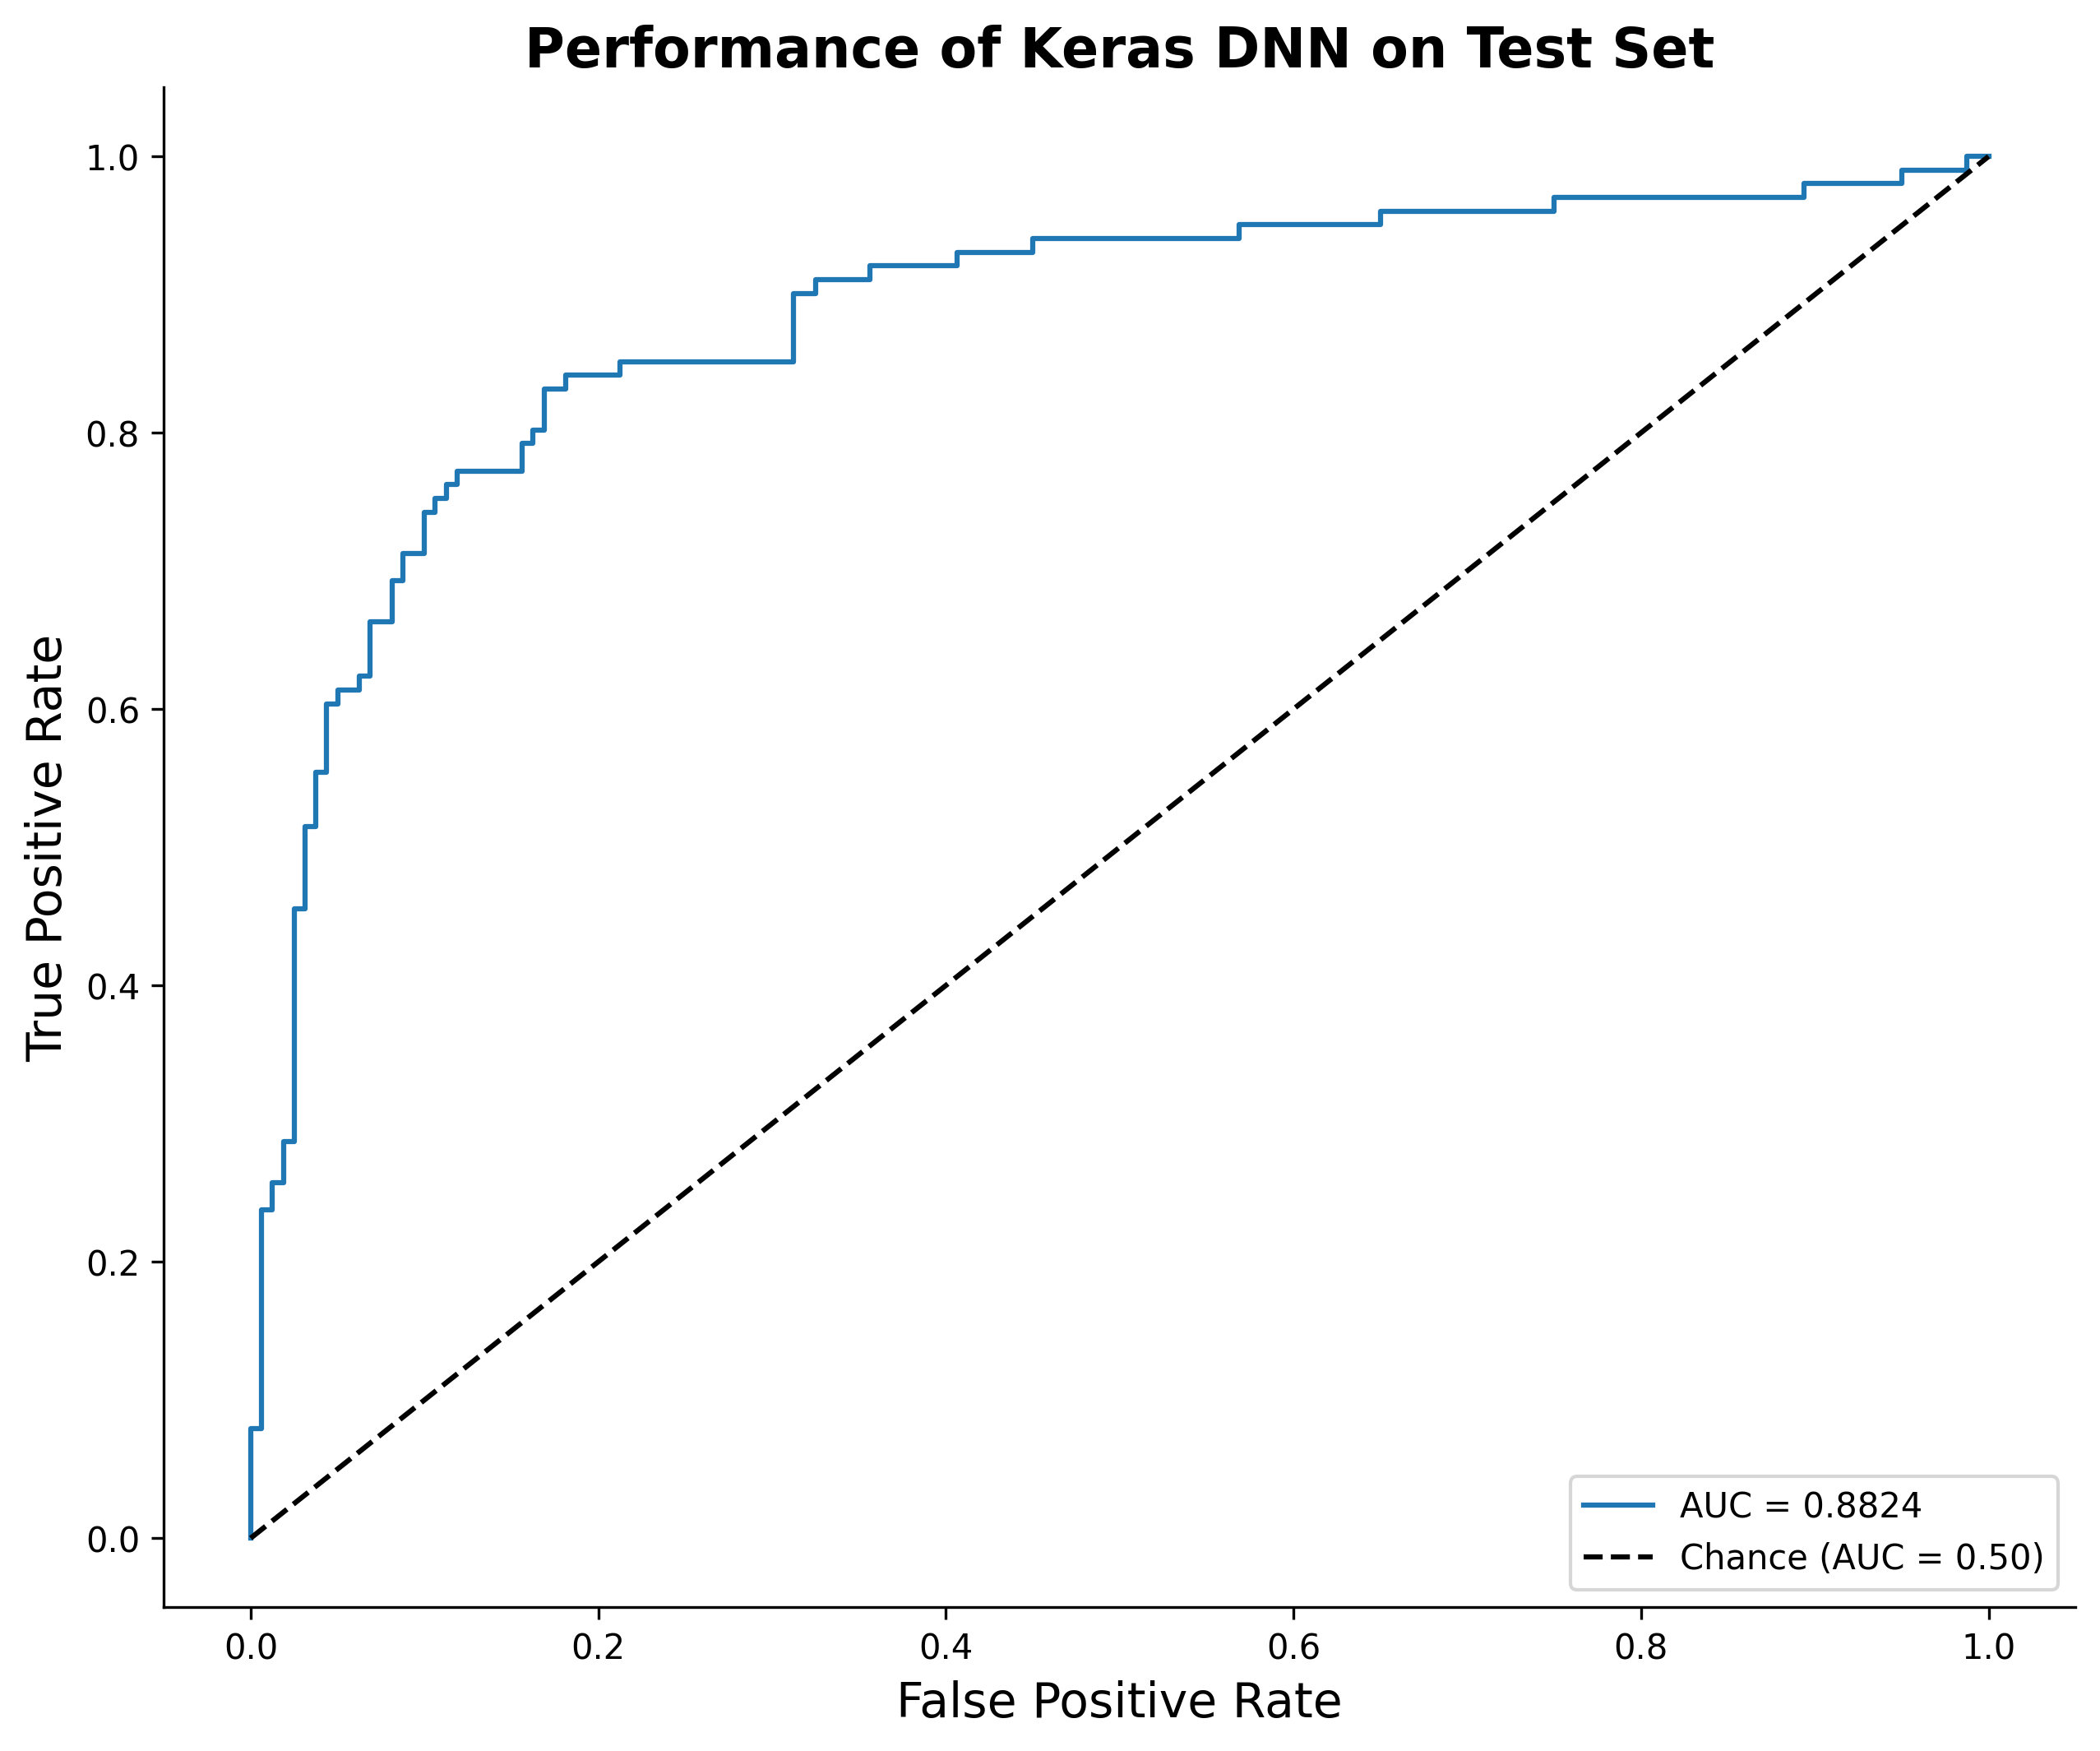 Performance of Keras DNN on Test Set
True Positive Rate
1.0
0.8
0.6
0.4
0.2
0.0
AUC = 0.8824
Chance (AUC = 0.50)
0.0 0.2 0.4 0.6 0.8 1.0
False Positive Rate